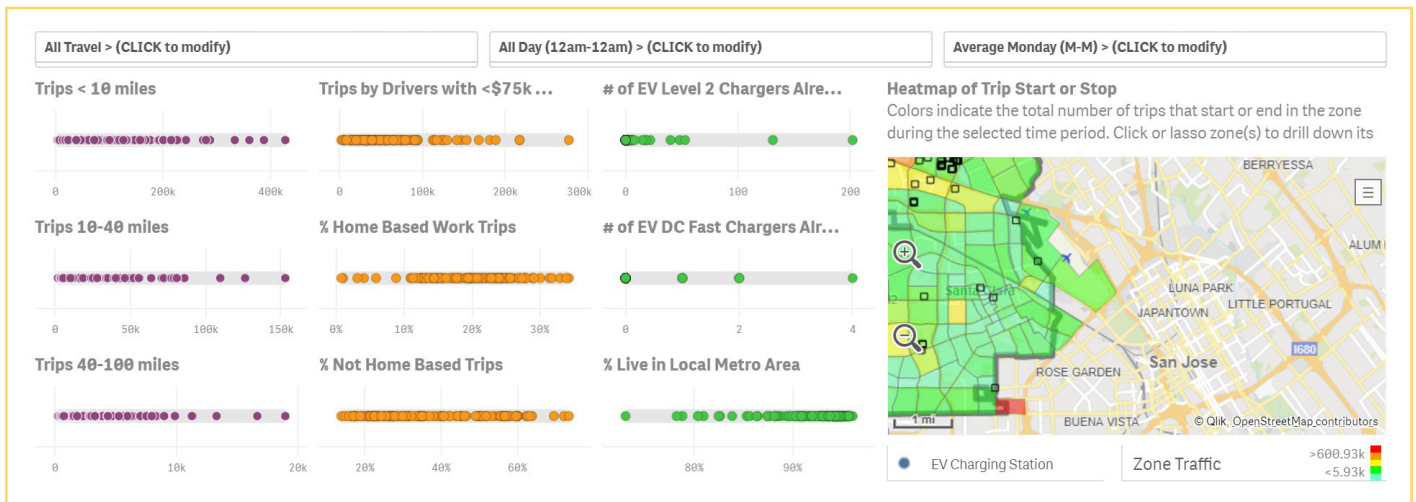 All Travel > (CLICK to modify)
All Day (12am-12am) > (CLICK to modify)
Average Monday (M-M) > (CLICK to modify)
Trips < 10 miles
0 200k 400k
Trips by Drivers with <$75k ...
0 100k 200k 300k
# of EV Level 2 Chargers Alre...
0 100 200
Trips 10-40 miles
0 50k 100k 150k
% Home Based Work Trips
0% 10% 20% 30%
# of EV DC Fast Chargers Alr...
0 2 4
Trips 40-100 miles
0 10k 20k
% Not Home Based Trips
20% 40% 60%
% Live in Local Metro Area
80% 90%
Heatmap of Trip Start or Stop
Colors indicate the total number of trips that start or end in the zone
during the selected time period. Click or lasso zone(s) to drill down its
BERRYESSA
ALUM
Santa Clara
LUNA PARK
LITTLE PORTUGAL
JAPANTOWN
I680
San Jose
ROSE GARDEN
BUENA VISTA
1 mi
© Qlik, OpenStreetMap contributors
EV Charging Station
Zone Traffic
>600.93k
<5.93k